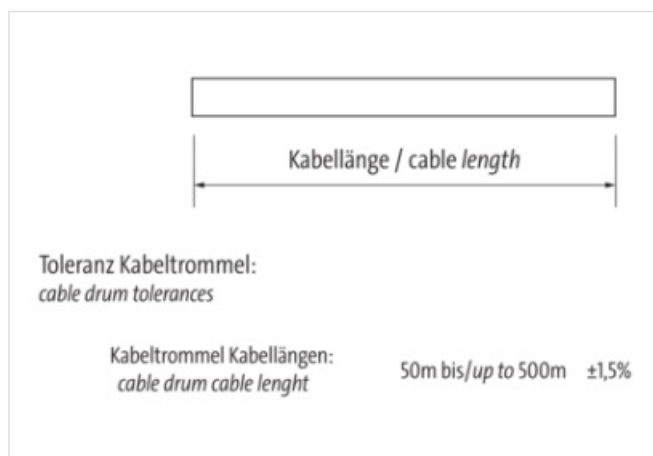 Kabellänge / cable length
Toleranz Kabeltrommel:
cable drum tolerances
Kabeltrommel Kabellängen:
cable drum cable lenght
50m bis/up to 500m ±1,5%